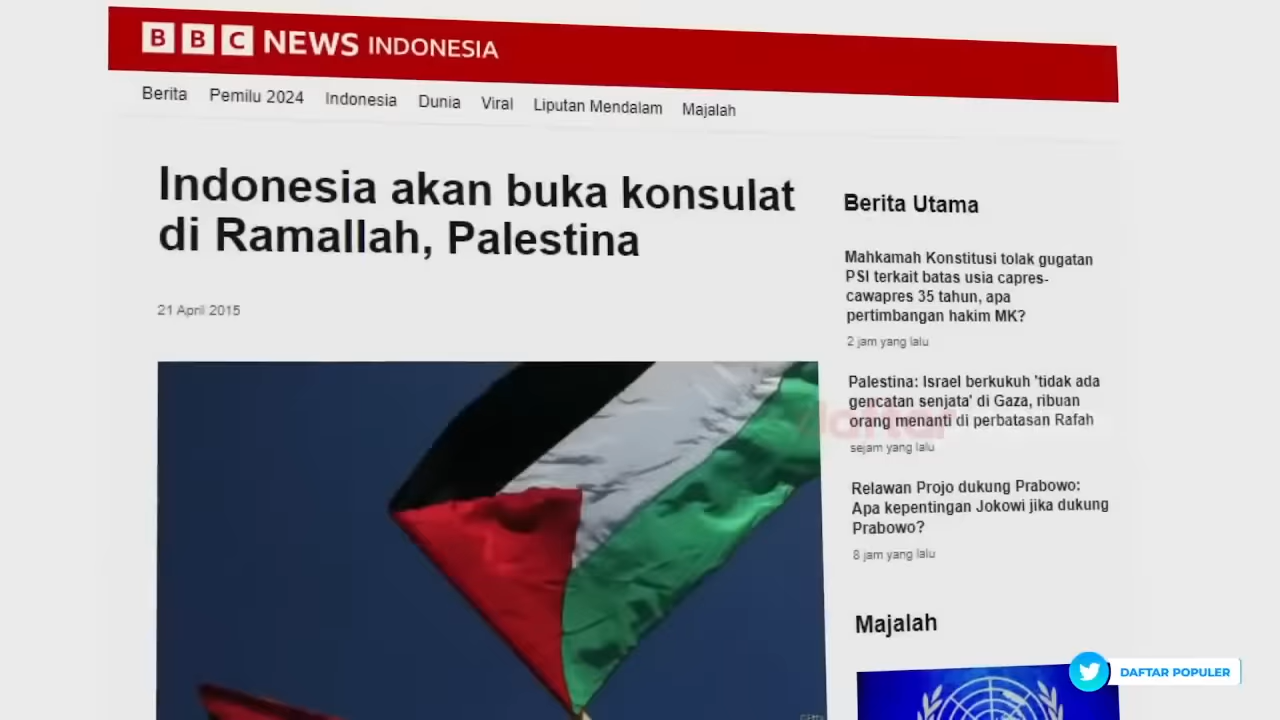 BBC NEWS INDONESIA
Berita Pemilu 2024 Indonesia Dunia Viral Liputan Mendalam Majalah
Indonesia akan buka konsulat
di Ramallah, Palestina
21 April 2015
Berita Utama
Mahkamah Konstitusi tolak gugatan
PSI terkait batas usia capres-
cawapres 35 tahun, apa
pertimbangan hakim MK?
2 jam yang lalu
Palestina: Israel berkukuh 'tidak ada
gencatan senjata' di Gaza, ribuan
orang menanti di perbatasan Rafah
sejam yang lalu
Relawan Projo dukung Prabowo:
Apa kepentingan Jokowi jika dukung
Prabowo?
8 jam yang lalu
Majalah
daftar
DAFTAR POPULER